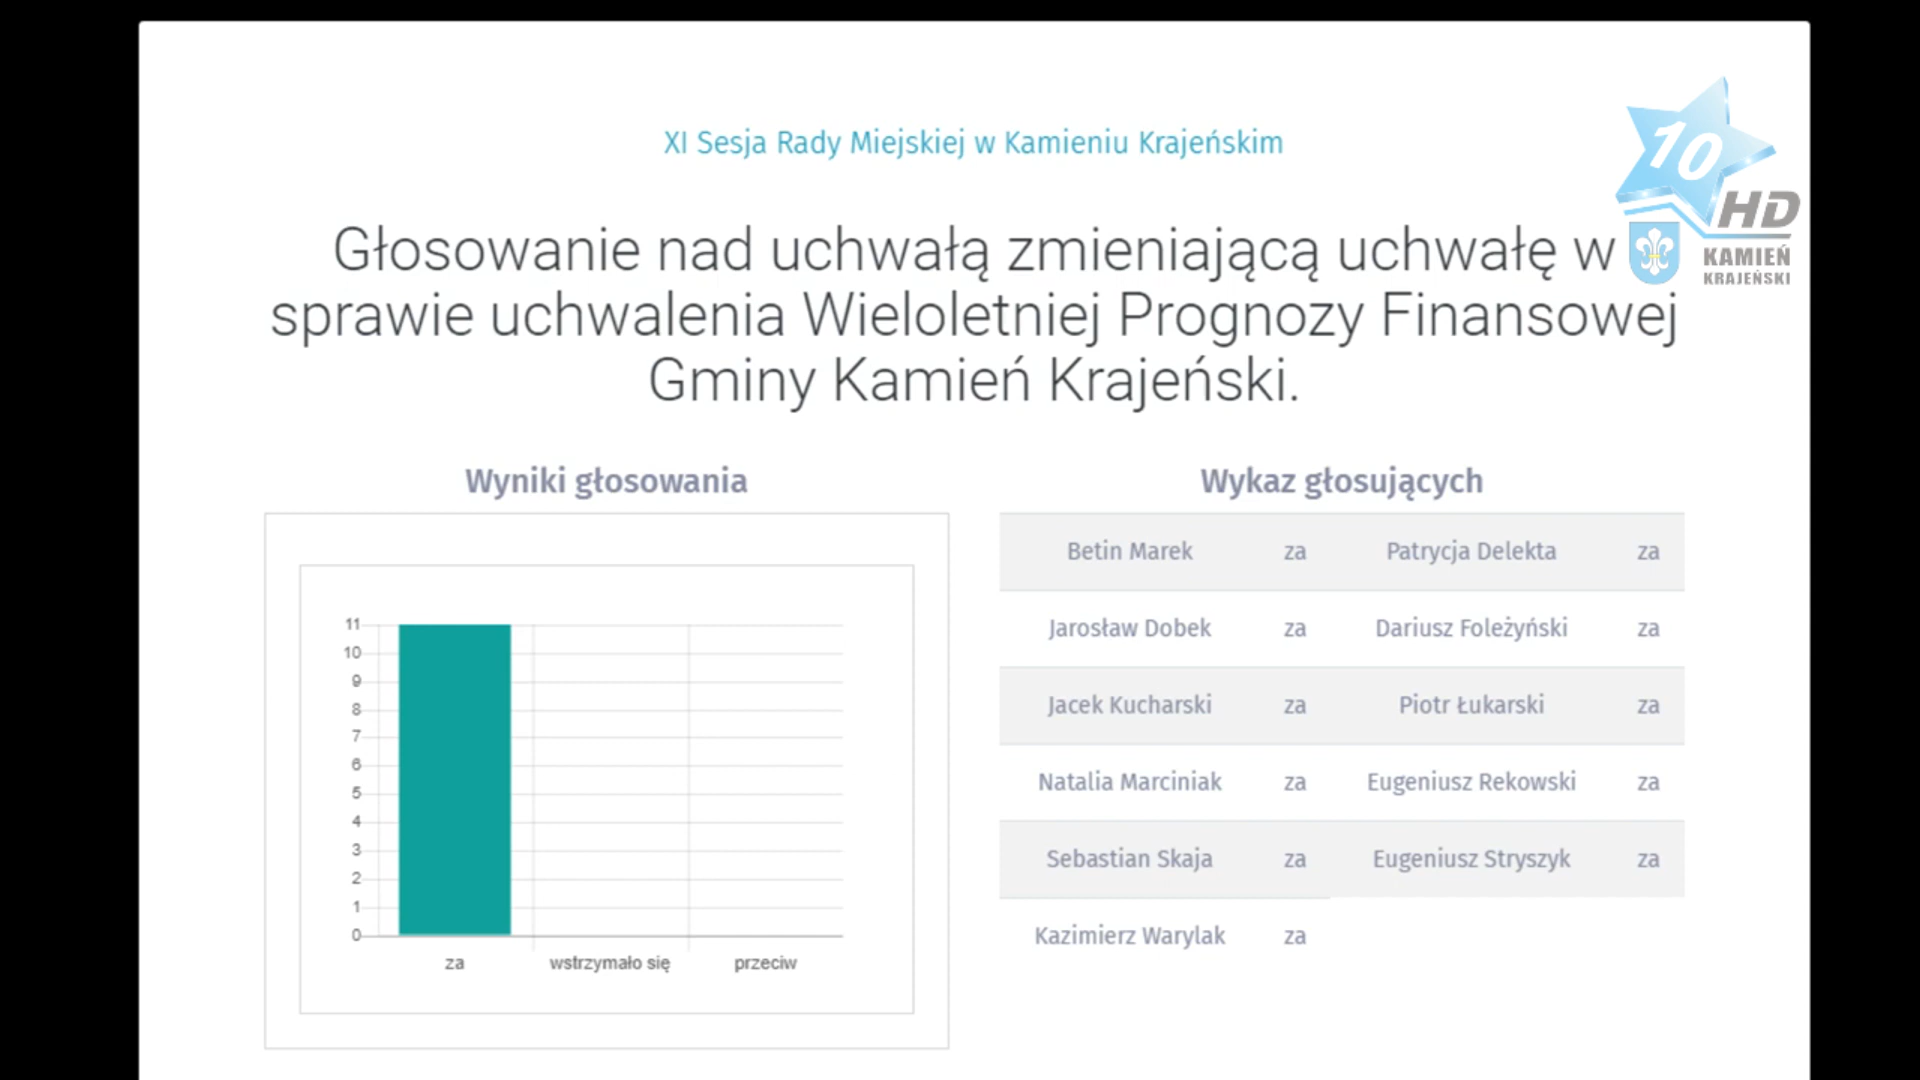 XI Sesja Rady Miejskiej w Kamieniu Krajeńskim
10
HD
KAMIEŃ
KRAJEŃSKI
Głosowanie nad uchwałą zmieniającą uchwałę w
sprawie uchwalenia Wieloletniej Prognozy Finansowej
Gminy Kamień Krajeński.
Wyniki głosowania
11
10
9
8
7
6
5
4
3
2
1
0
za wstrzymało się przeciw
Wykaz głosujących
Betin Marek za Patrycja Delekta za
Jarosław Dobek za Dariusz Foleżyński za
Jacek Kucharski za Piotr Łukarski za
Natalia Marciniak za Eugeniusz Rekowski za
Sebastian Skaja za Eugeniusz Stryszyk za
Kazimierz Warylak za